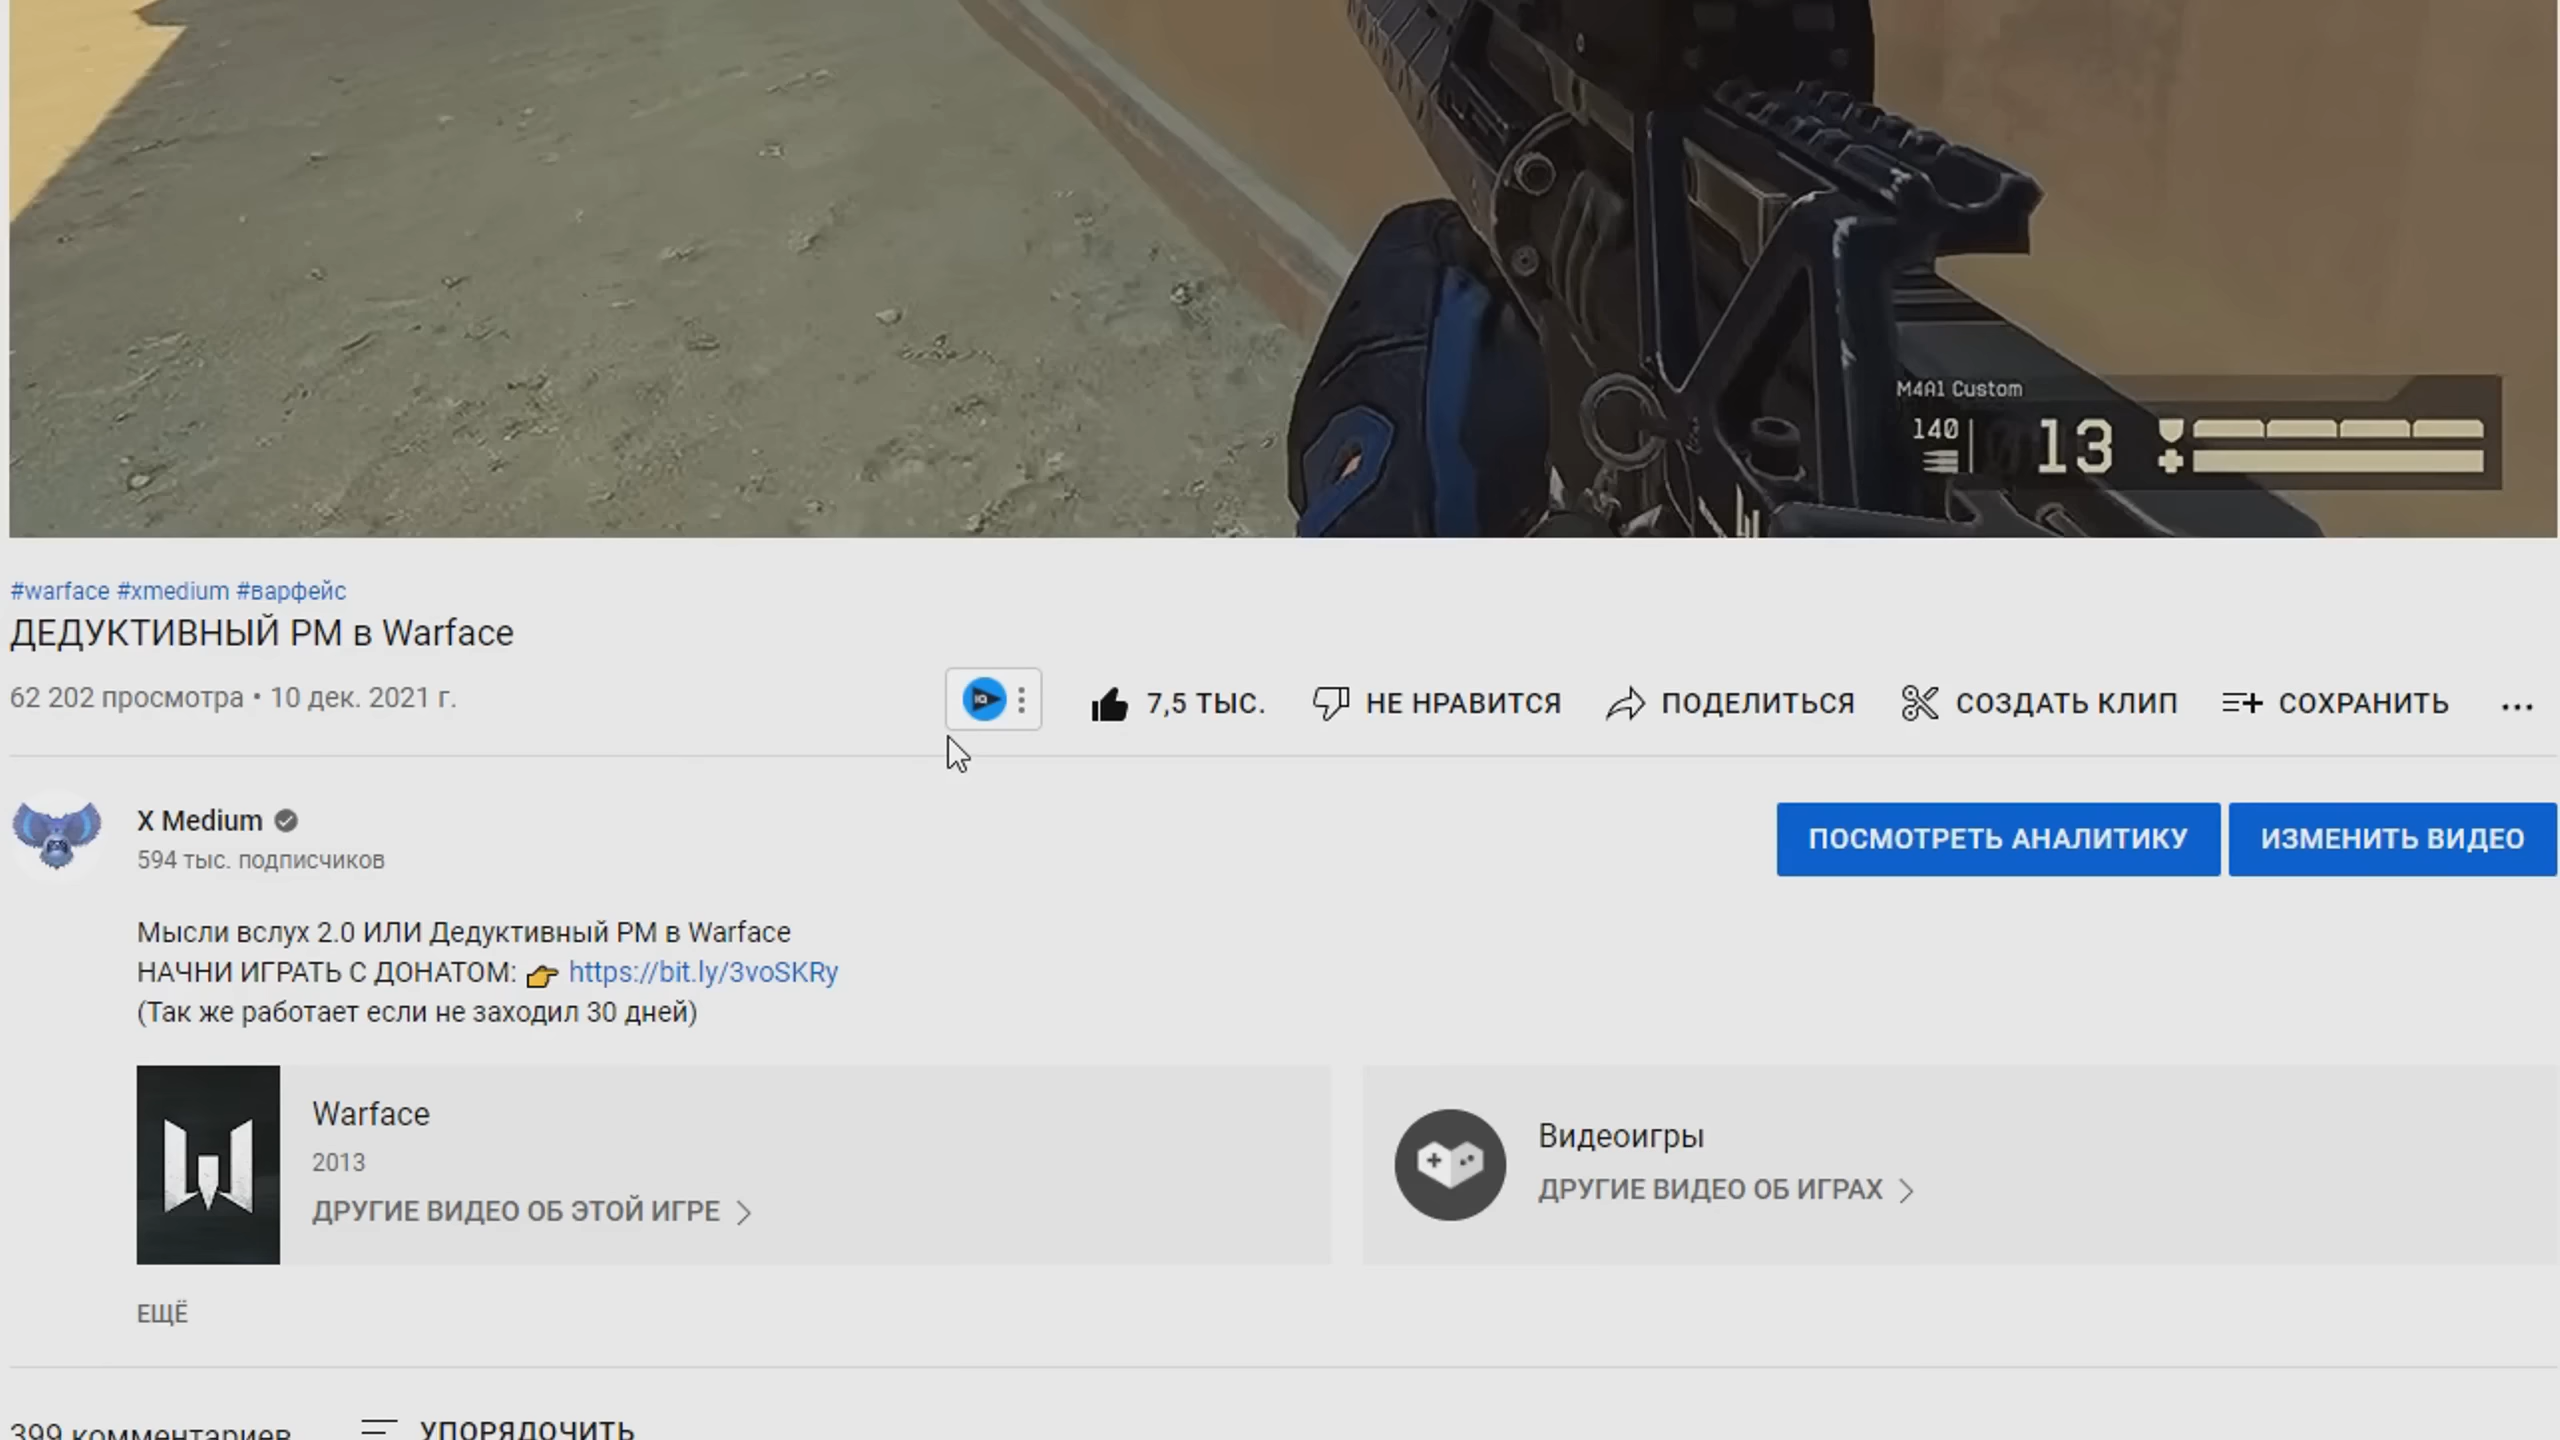 M4A1 Custom
140
13
#warface #xmedium #варфейс
ДЕДУКТИВНЫЙ РМ в Warface
62 202 просмотра • 10 дек. 2021 г.
7,5 ТЫС.
НЕ НРАВИТСЯ
ПОДЕЛИТЬСЯ
СОЗДАТЬ КЛИП
СОХРАНИТЬ
X Medium
594 тыс. подписчиков
ПОСМОТРЕТЬ АНАЛИТИКУ
ИЗМЕНИТЬ ВИДЕО
Мысли вслух 2.0 ИЛИ Дедуктивный РМ в Warface
НАЧНИ ИГРАТЬ С ДОНАТОМ: 👉 https://bit.ly/3voSKRy
(Так же работает если не заходил 30 дней)
Warface
2013
ДРУГИЕ ВИДЕО ОБ ЭТОЙ ИГРЕ
Видеоигры
ДРУГИЕ ВИДЕО ОБ ИГРАХ
ЕЩЁ
399 комментариев
УПОРЯДОЧИТЬ